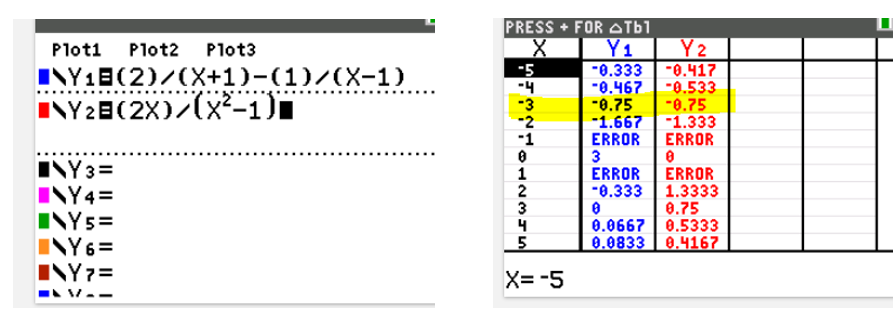 Plot1 Plot2 Plot3
\Y₁=(2)/(X+1)-(1)/(X-1)
\Y₂=(2X)/(X²-1)
\Y₃=
\Y₄=
\Y₅=
\Y₆=
\Y₇=
PRESS + FOR △Tbl
X Y₁ Y₂
-5 -0.333 -0.417
-4 -0.467 -0.533
-3 -0.75 -0.75
-2 -1.667 -1.333
-1 ERROR ERROR
0 3 0
1 ERROR ERROR
2 -0.333 1.3333
3 0 0.75
4 0.0667 0.5333
5 0.0833 0.4167
X= -5